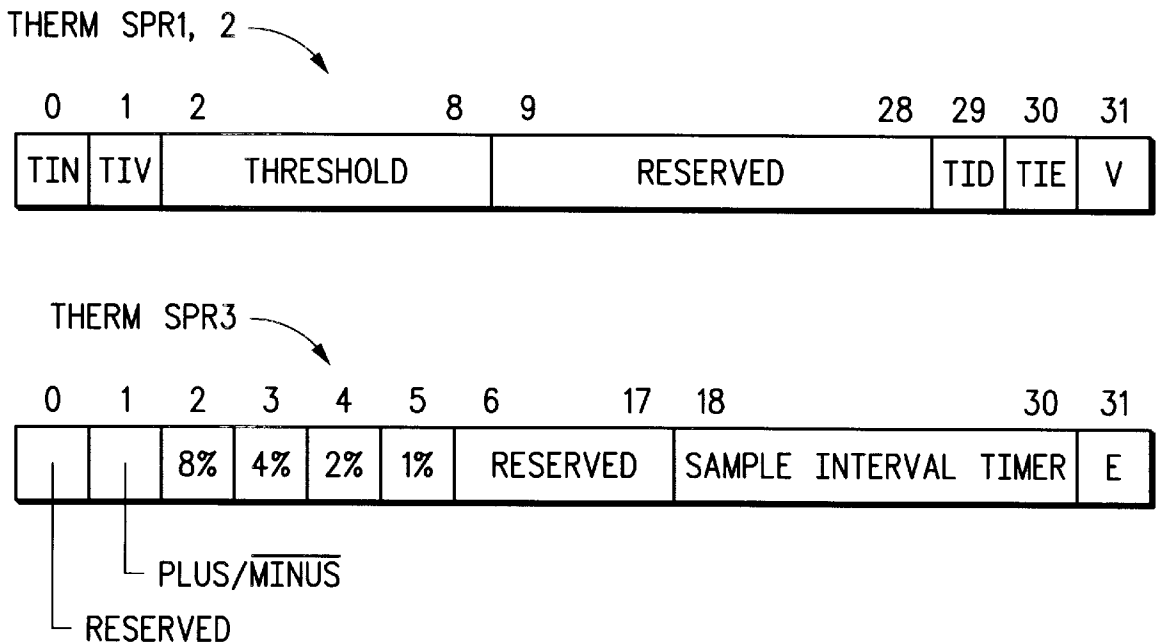 THERM SPR1, 2
0 1 2 8 9 28 29 30 31
TIN TIV THRESHOLD RESERVED TID TIE V
THERM SPR3
0 1 2 3 4 5 6 17 18 30 31
8% 4% 2% 1% RESERVED SAMPLE INTERVAL TIMER E
PLUS/MINUS
RESERVED